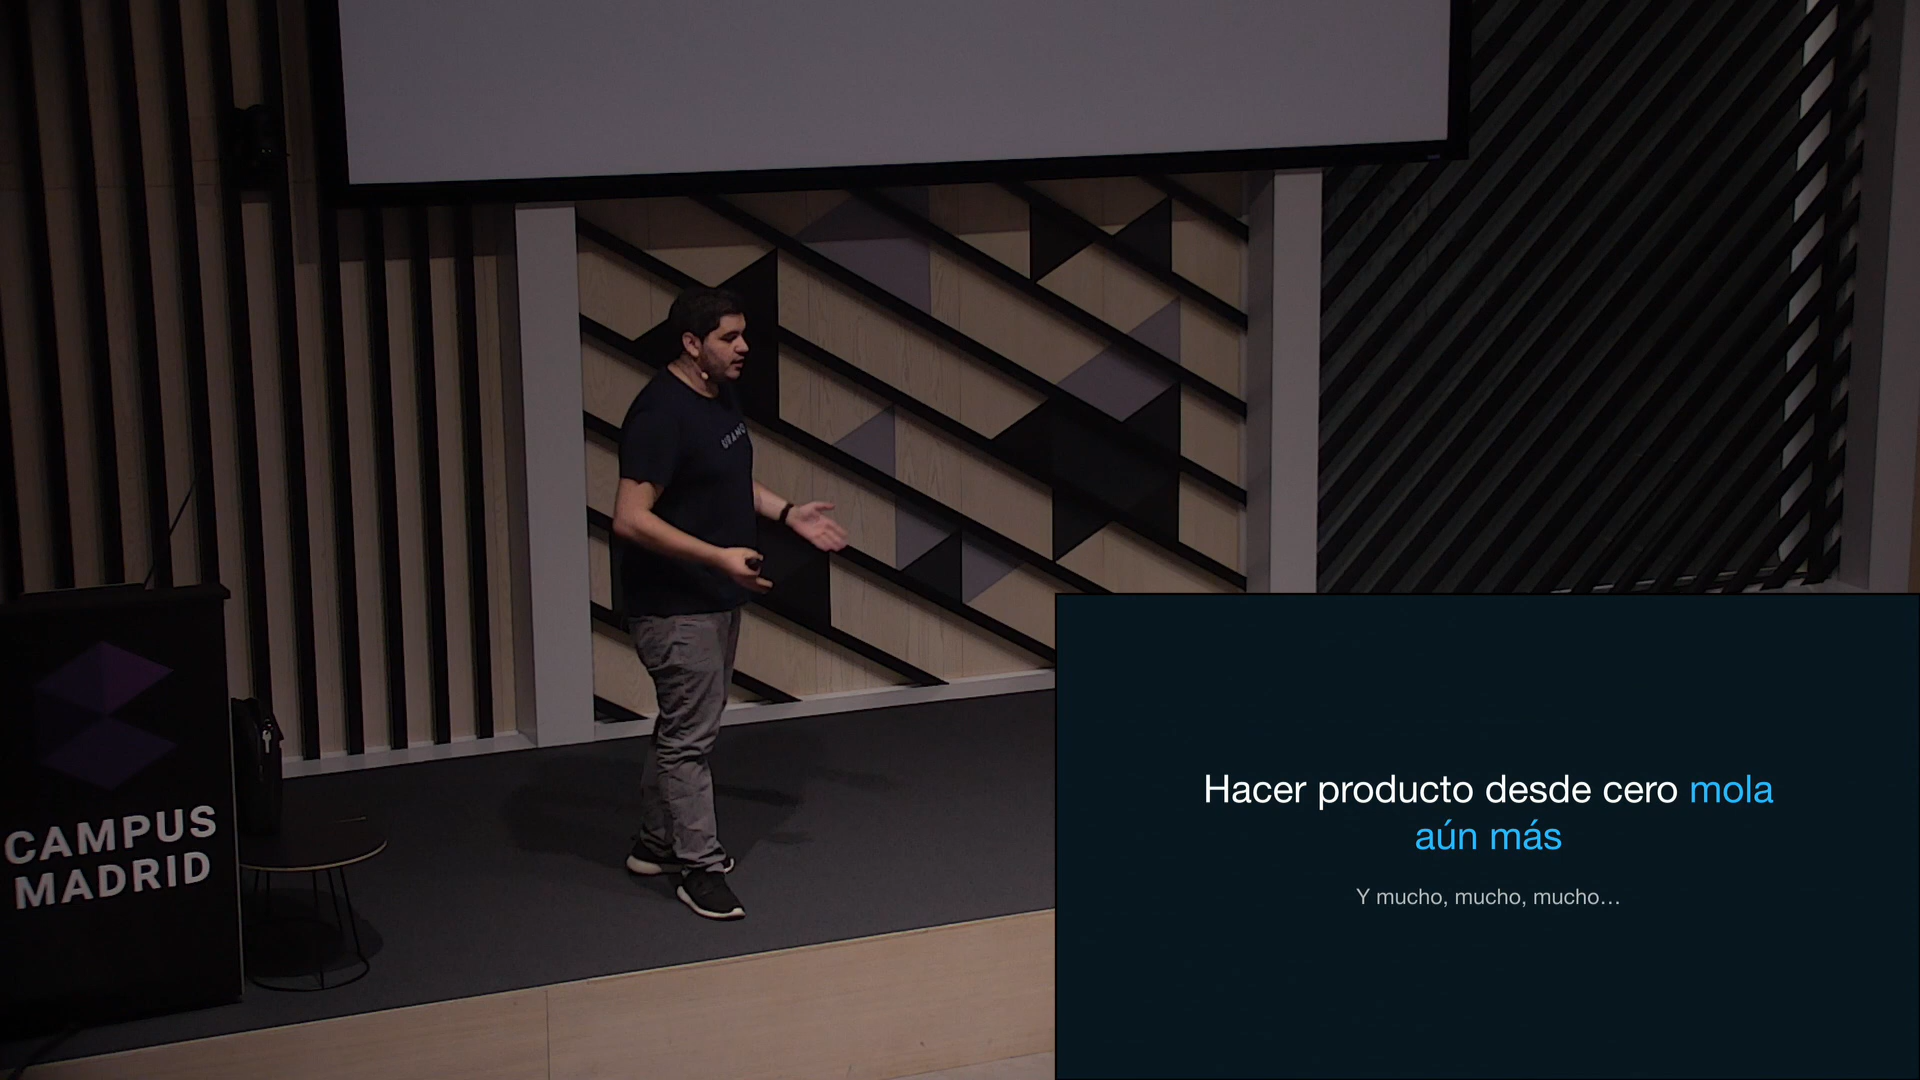 CAMPUS
MADRID
Hacer producto desde cero mola
aún más
Y mucho, mucho, mucho…